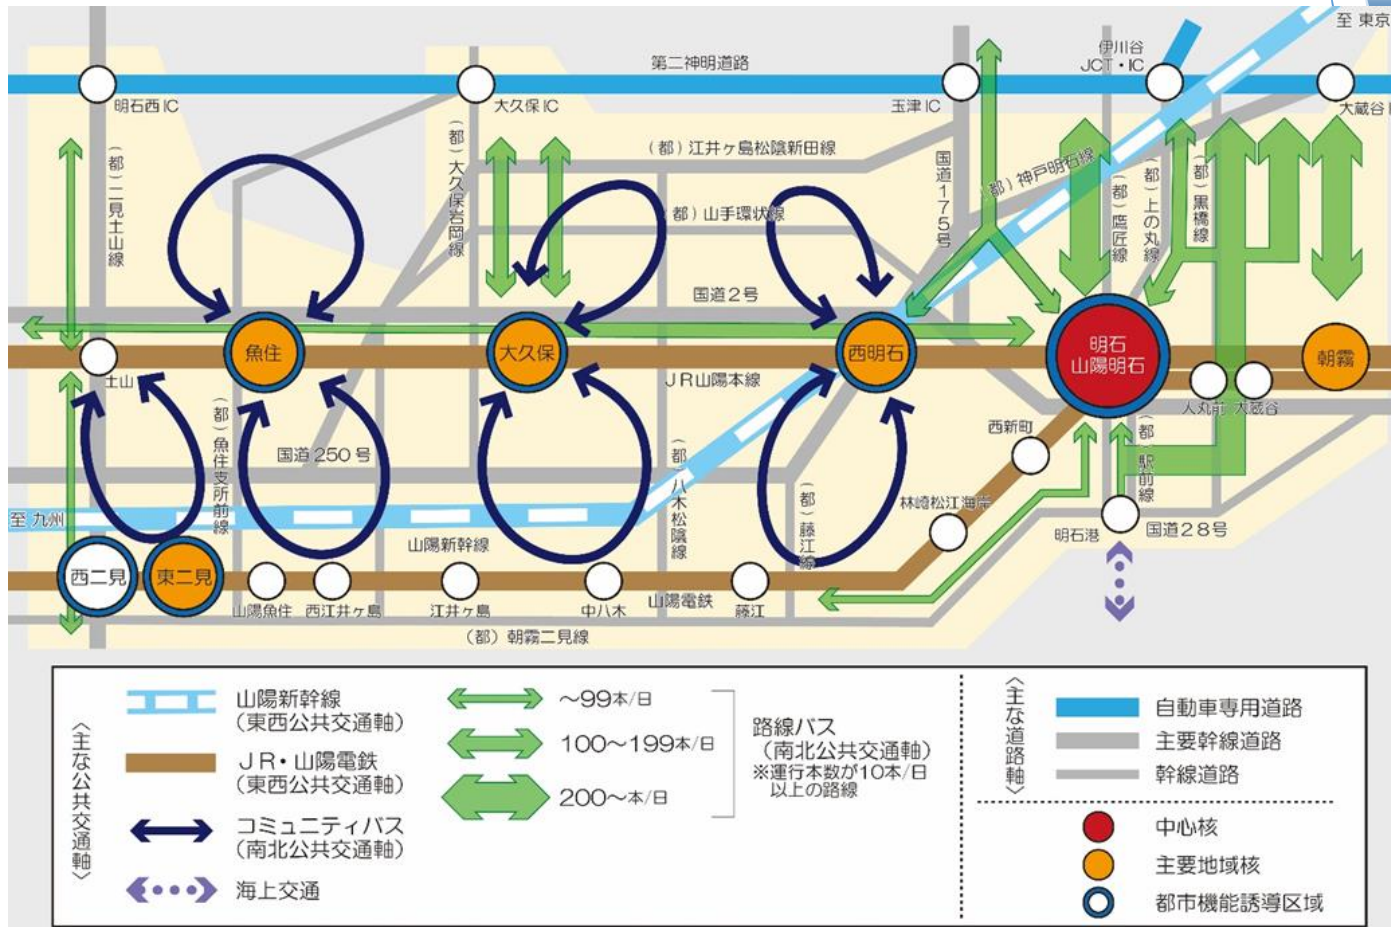 至 東京
伊川谷
JCT・IC
第二神明道路
明石西IC
大久保IC
玉津IC
大蔵谷I
(都)二見土山線
(都)大久保岩岡線
(都)江井ヶ島松陰新田線
(都)山手環状線
国道175号
(都)神戸明石線
(都)鷹匠線
(都)上の丸線
(都)黒橋線
国道2号
魚住
大久保
西明石
明石
山陽明石
朝霧
土山
JR山陽本線
人丸前
大蔵谷
(都)魚住支所前線
国道250号
(都)八木松陰線
(都)藤江線
西新町
(都)駅前線
林崎松江海岸
至 九州
山陽新幹線
明石港
国道28号
西二見
東二見
山陽魚住
西江井ヶ島
江井ヶ島
中八木
山陽電鉄
藤江
(都)朝霧二見線
〈主な公共交通軸〉
山陽新幹線
(東西公共交通軸)
JR・山陽電鉄
(東西公共交通軸)
コミュニティバス
(南北公共交通軸)
海上交通
〜99本/日
100〜199本/日
200〜本/日
路線バス
(南北公共交通軸)
※運行本数が10本/日
以上の路線
〈主な道路軸〉
自動車専用道路
主要幹線道路
幹線道路
中心核
主要地域核
都市機能誘導区域